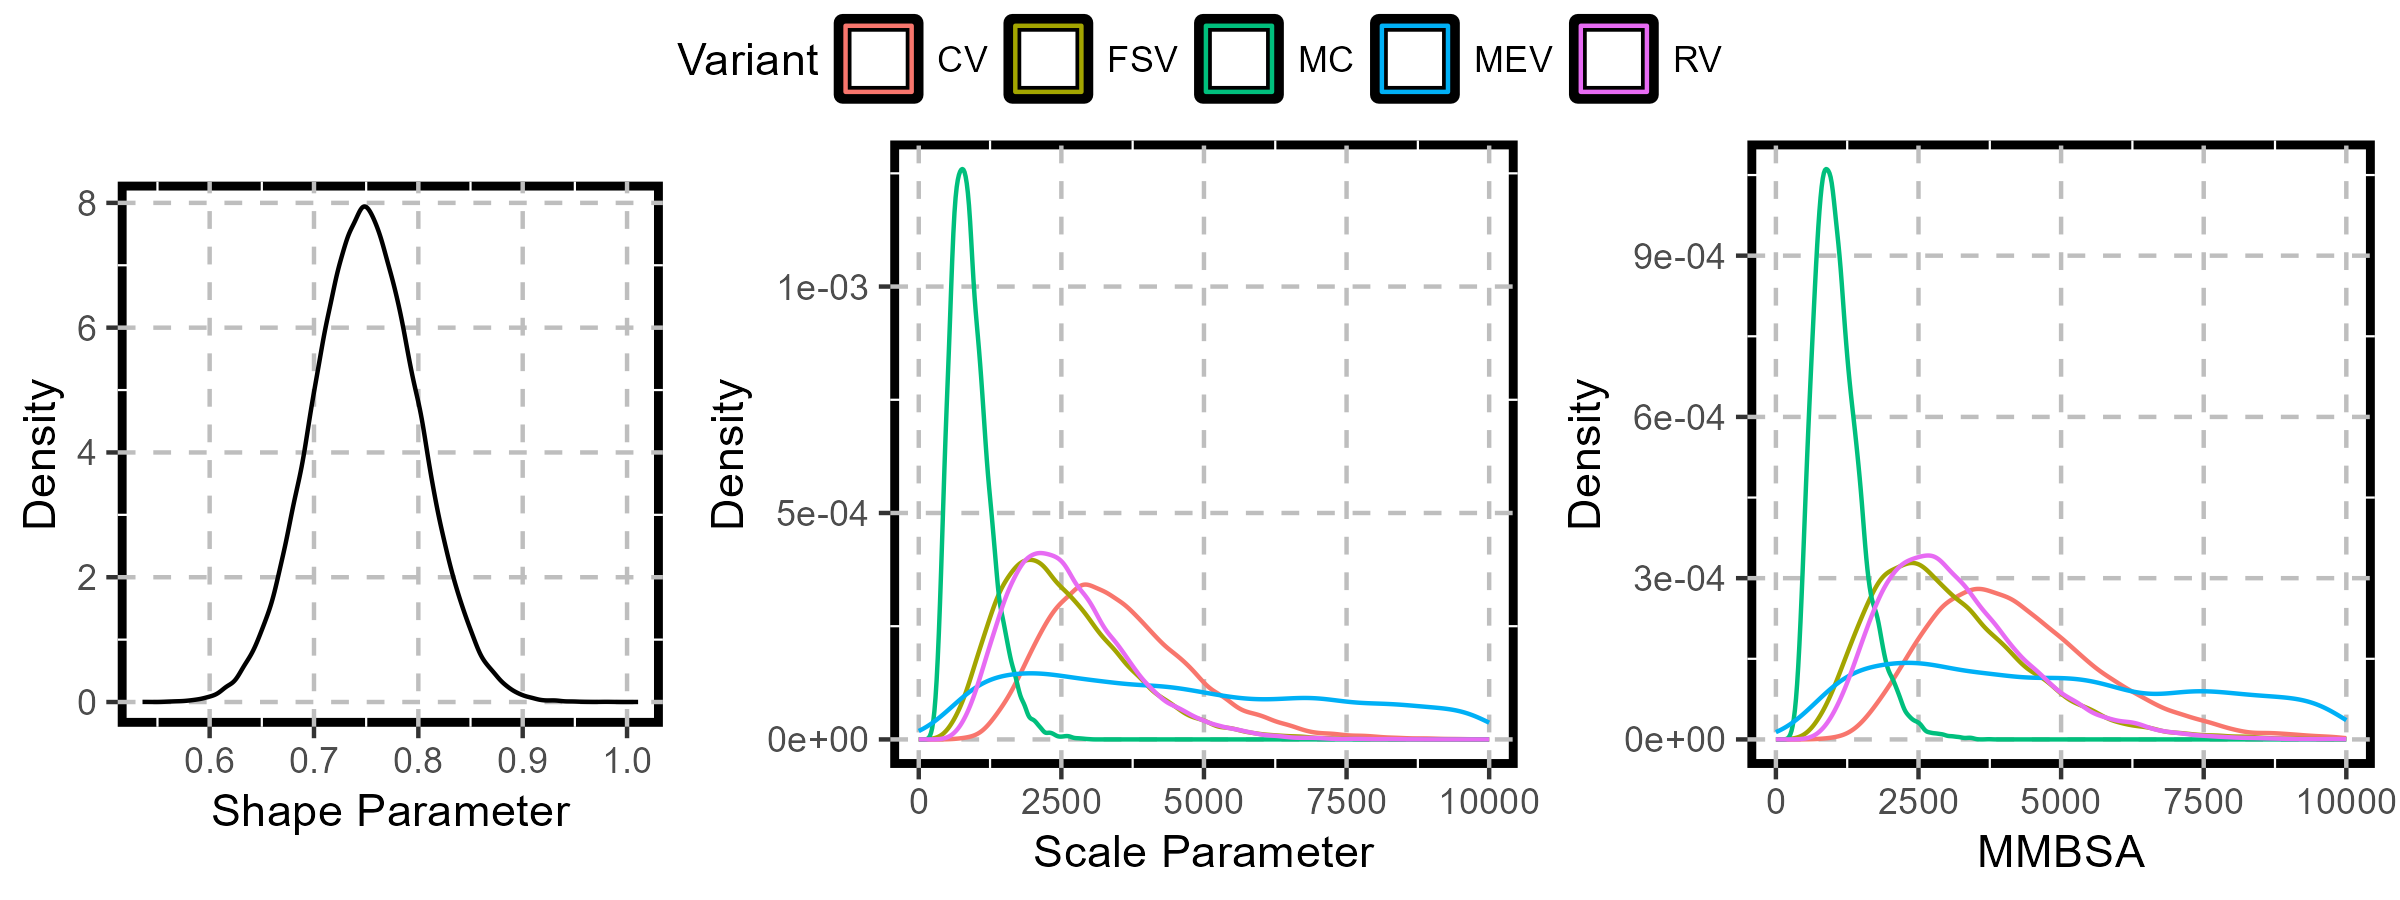 Variant CV FSV MC MEV RV
Density
8
6
4
2
0
0.6 0.7 0.8 0.9 1.0
Shape Parameter
Density
1e-03
5e-04
0e+00
0 2500 5000 7500 10000
Scale Parameter
Density
9e-04
6e-04
3e-04
0e+00
0 2500 5000 7500 10000
MMBSA